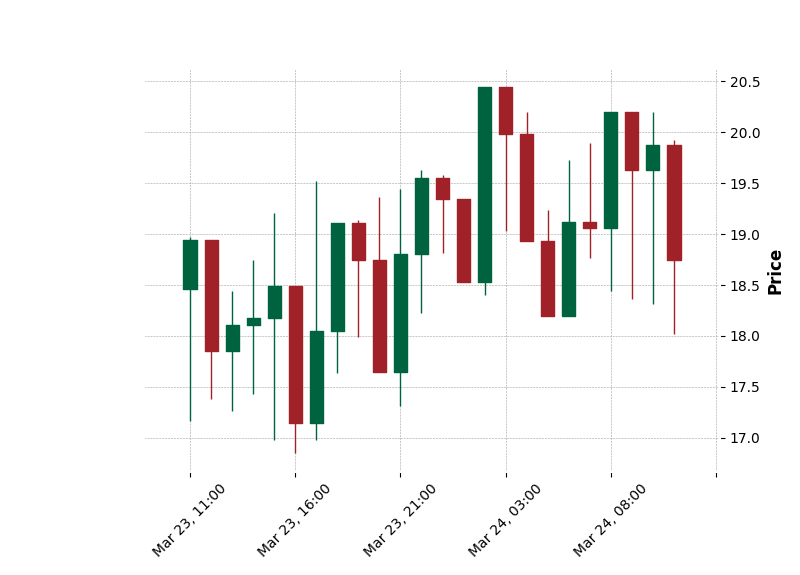 20.5
20.0
19.5
19.0
18.5
18.0
17.5
17.0
Price
Mar 23, 11:00
Mar 23, 16:00
Mar 23, 21:00
Mar 24, 03:00
Mar 24, 08:00